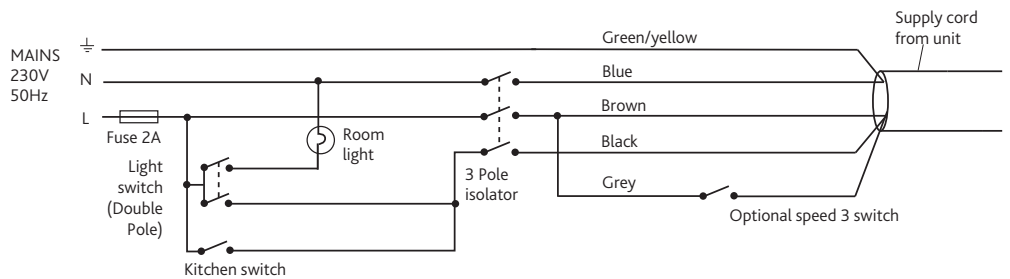 Supply cord
from unit
Green/yellow
MAINS
230V
50Hz
N
Blue
L
Brown
Fuse 2A
Room
light
Black
Light
switch
(Double
Pole)
3 Pole
isolator
Grey
Optional speed 3 switch
Kitchen switch